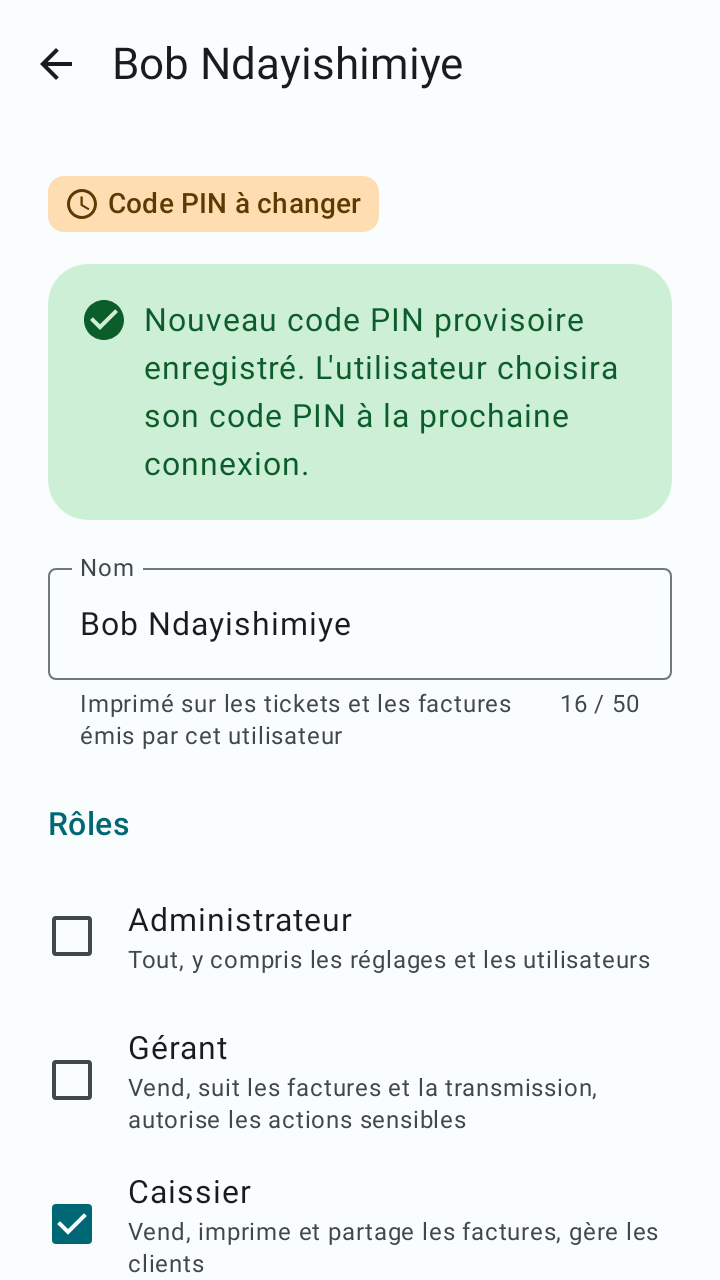 Bob Ndayishimiye
Code PIN à changer
Nouveau code PIN provisoire
enregistré. L'utilisateur choisira
son code PIN à la prochaine
connexion.
Nom
Bob Ndayishimiye
Imprimé sur les tickets et les factures 16 / 50
émis par cet utilisateur
Rôles
Administrateur
Tout, y compris les réglages et les utilisateurs
Gérant
Vend, suit les factures et la transmission,
autorise les actions sensibles
Caissier
Vend, imprime et partage les factures, gère les
clients